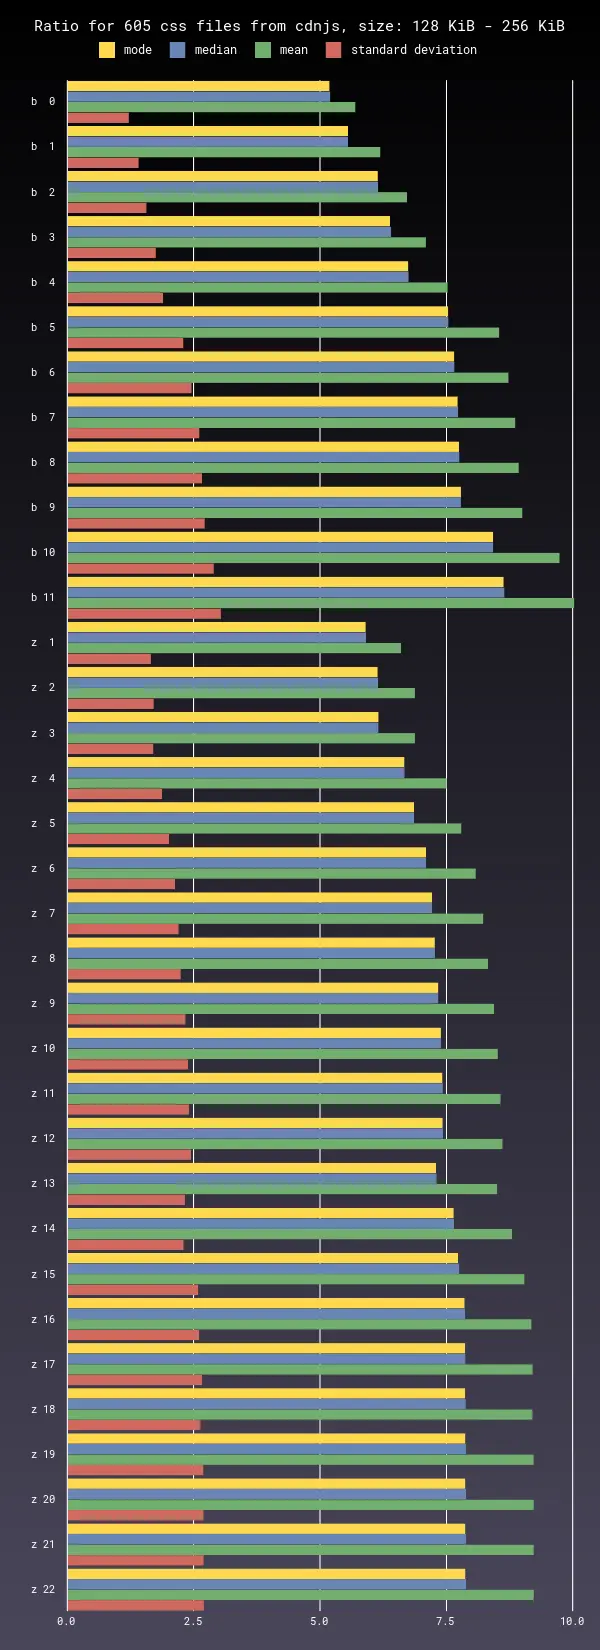 Ratio for 605 css files from cdnjs, size: 128 KiB - 256 KiB
mode median mean standard deviation
b 0
b 1
b 2
b 3
b 4
b 5
b 6
b 7
b 8
b 9
b 10
b 11
z 1
z 2
z 3
z 4
z 5
z 6
z 7
z 8
z 9
z 10
z 11
z 12
z 13
z 14
z 15
z 16
z 17
z 18
z 19
z 20
z 21
z 22
0.0 2.5 5.0 7.5 10.0